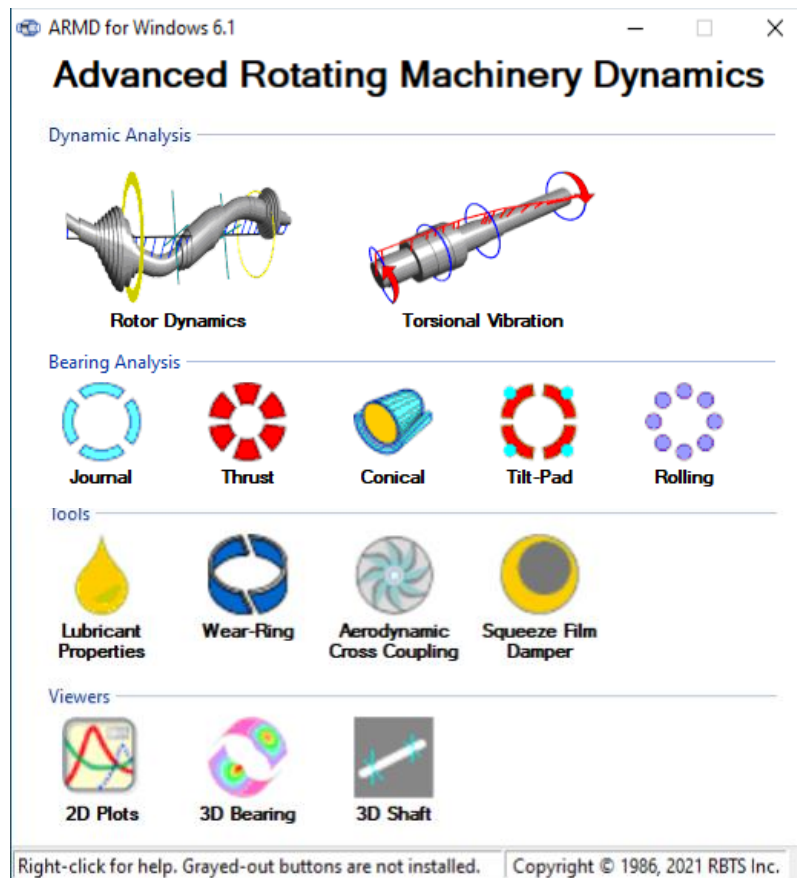 ARMD for Windows 6.1
Advanced Rotating Machinery Dynamics
Dynamic Analysis
Rotor Dynamics
Torsional Vibration
Bearing Analysis
Journal
Thrust
Conical
Tilt-Pad
Rolling
Tools
Lubricant
Properties
Wear-Ring
Aerodynamic
Cross Coupling
Squeeze Film
Damper
Viewers
2D Plots
3D Bearing
3D Shaft
Right-click for help. Grayed-out buttons are not installed.
Copyright © 1986, 2021 RBTS Inc.